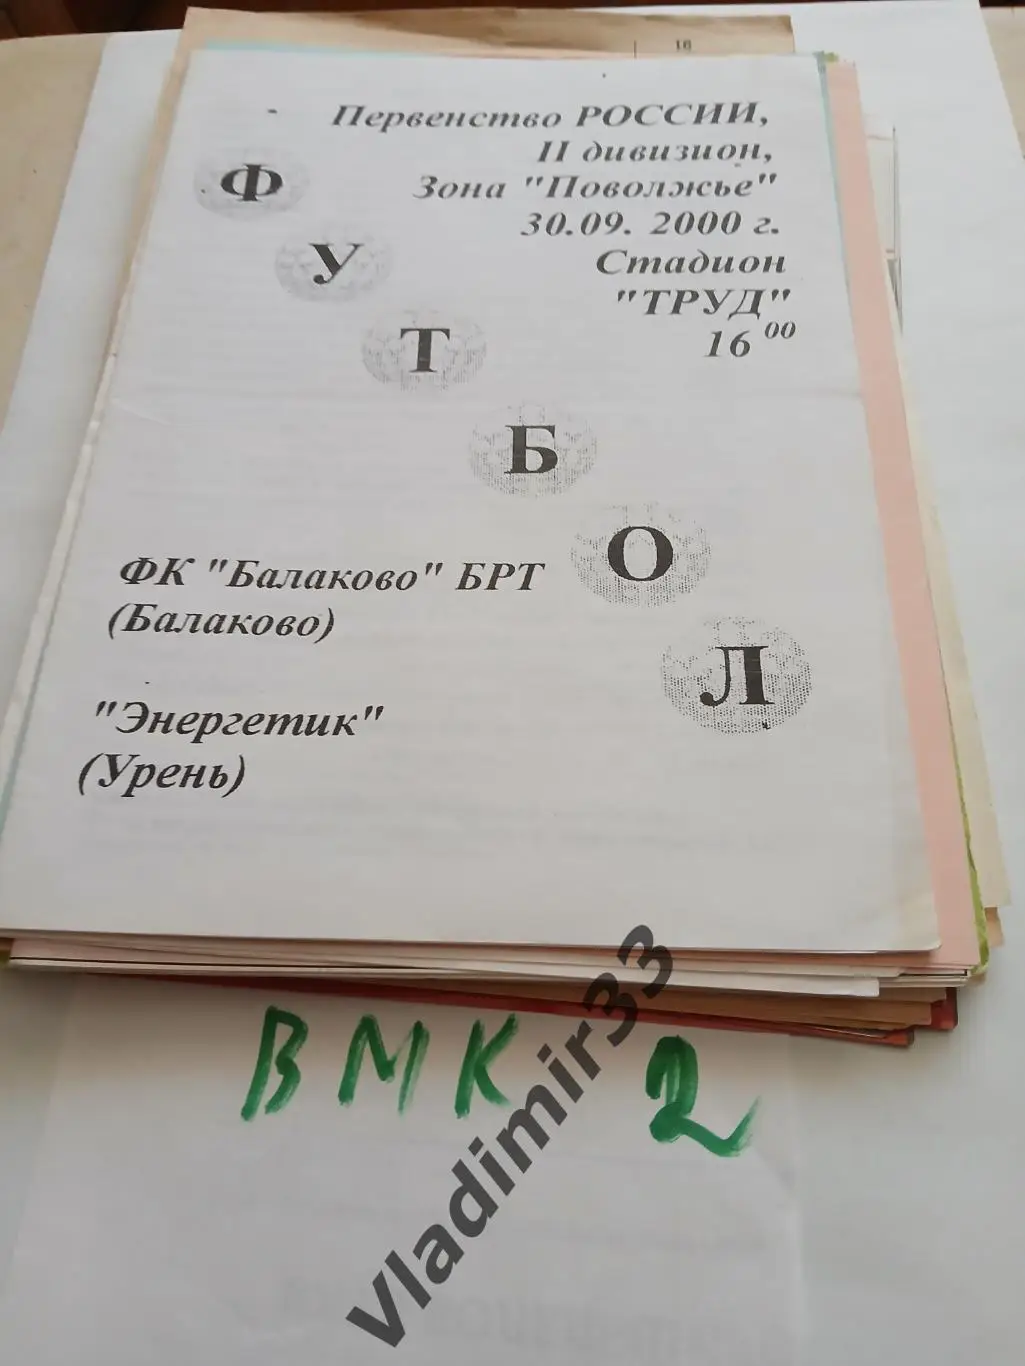 16
Первенство РОССИИ,
II дивизион,
Зона "Поволжье"
30.09. 2000 г.
Стадион
"ТРУД"
16 00
Ф
У
Т
Б
О
Л
ФК "Балаково" БРТ
(Балаково)
"Энергетик"
(Урень)
ВМК 2
Vladimir33